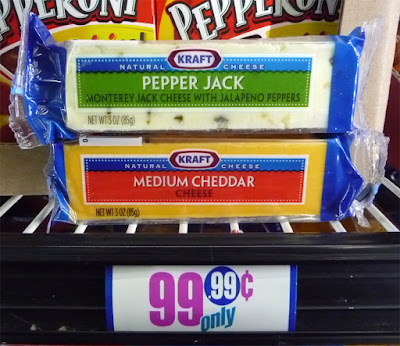 PEPPERONI PEPPERONI
KRAFT
NATURAL CHEESE
PEPPER JACK
MONTEREY JACK CHEESE WITH JALAPENO PEPPERS
NET WT 3 OZ (85g)
KRAFT
NATURAL CHEESE
MEDIUM CHEDDAR
CHEESE
NET WT 3 OZ (85g)
99 .99¢
only